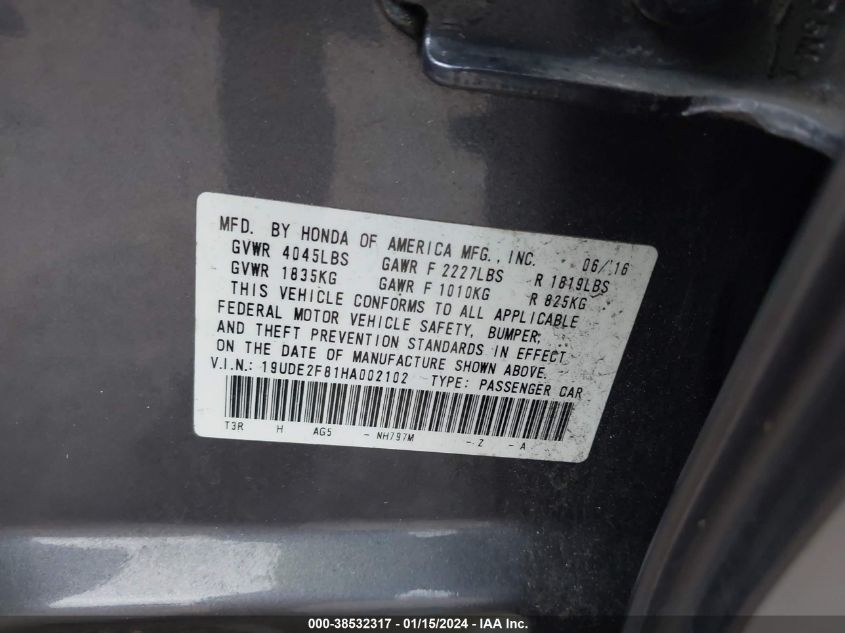 MFD. BY HONDA OF AMERICA MFG., INC. 06/'16
GVWR 4045LBS GAWR F 2227LBS R 1819LBS
GVWR 1835KG GAWR F 1010KG R 825KG
THIS VEHICLE CONFORMS TO ALL APPLICABLE
FEDERAL MOTOR VEHICLE SAFETY, BUMPER,
AND THEFT PREVENTION STANDARDS IN EFFECT
ON THE DATE OF MANUFACTURE SHOWN ABOVE.
V.I.N.: 19UDE2F81HA002102 TYPE: PASSENGER CAR
T3R H AG5 - NH797M - Z - A
000-38532317 - 01/15/2024 - IAAI.COM